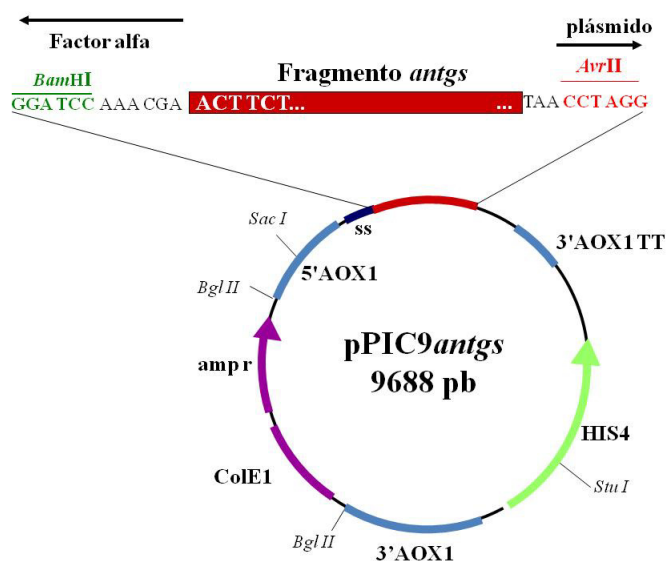 Factor alfa
plásmido
BamHI
Fragmento antgs
AvrII
GGA TCC AAA CGA ACT TCT... ... TAA CCT AGG
Sac I
ss
3'AOX1 TT
5'AOX1
Bgl II
pPIC9antgs
9688 pb
amp r
HIS4
ColE1
Stu I
Bgl II
3’AOX1